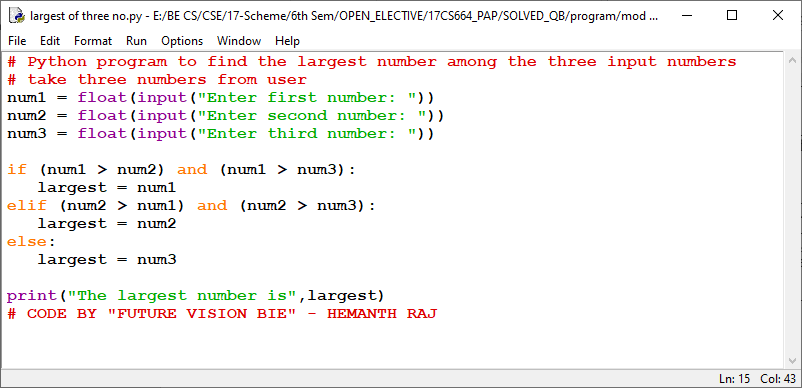 largest of three no.py - E:/BE CS/CSE/17-Scheme/6th Sem/OPEN_ELECTIVE/17CS664_PAP/SOLVED_QB/program/mod ...
File Edit Format Run Options Window Help
# Python program to find the largest number among the three input numbers
# take three numbers from user
num1 = float(input("Enter first number: "))
num2 = float(input("Enter second number: "))
num3 = float(input("Enter third number: "))
if (num1 > num2) and (num1 > num3):
   largest = num1
elif (num2 > num1) and (num2 > num3):
   largest = num2
else:
   largest = num3
print("The largest number is",largest)
# CODE BY "FUTURE VISION BIE" - HEMANTH RAJ
Ln: 15 Col: 43